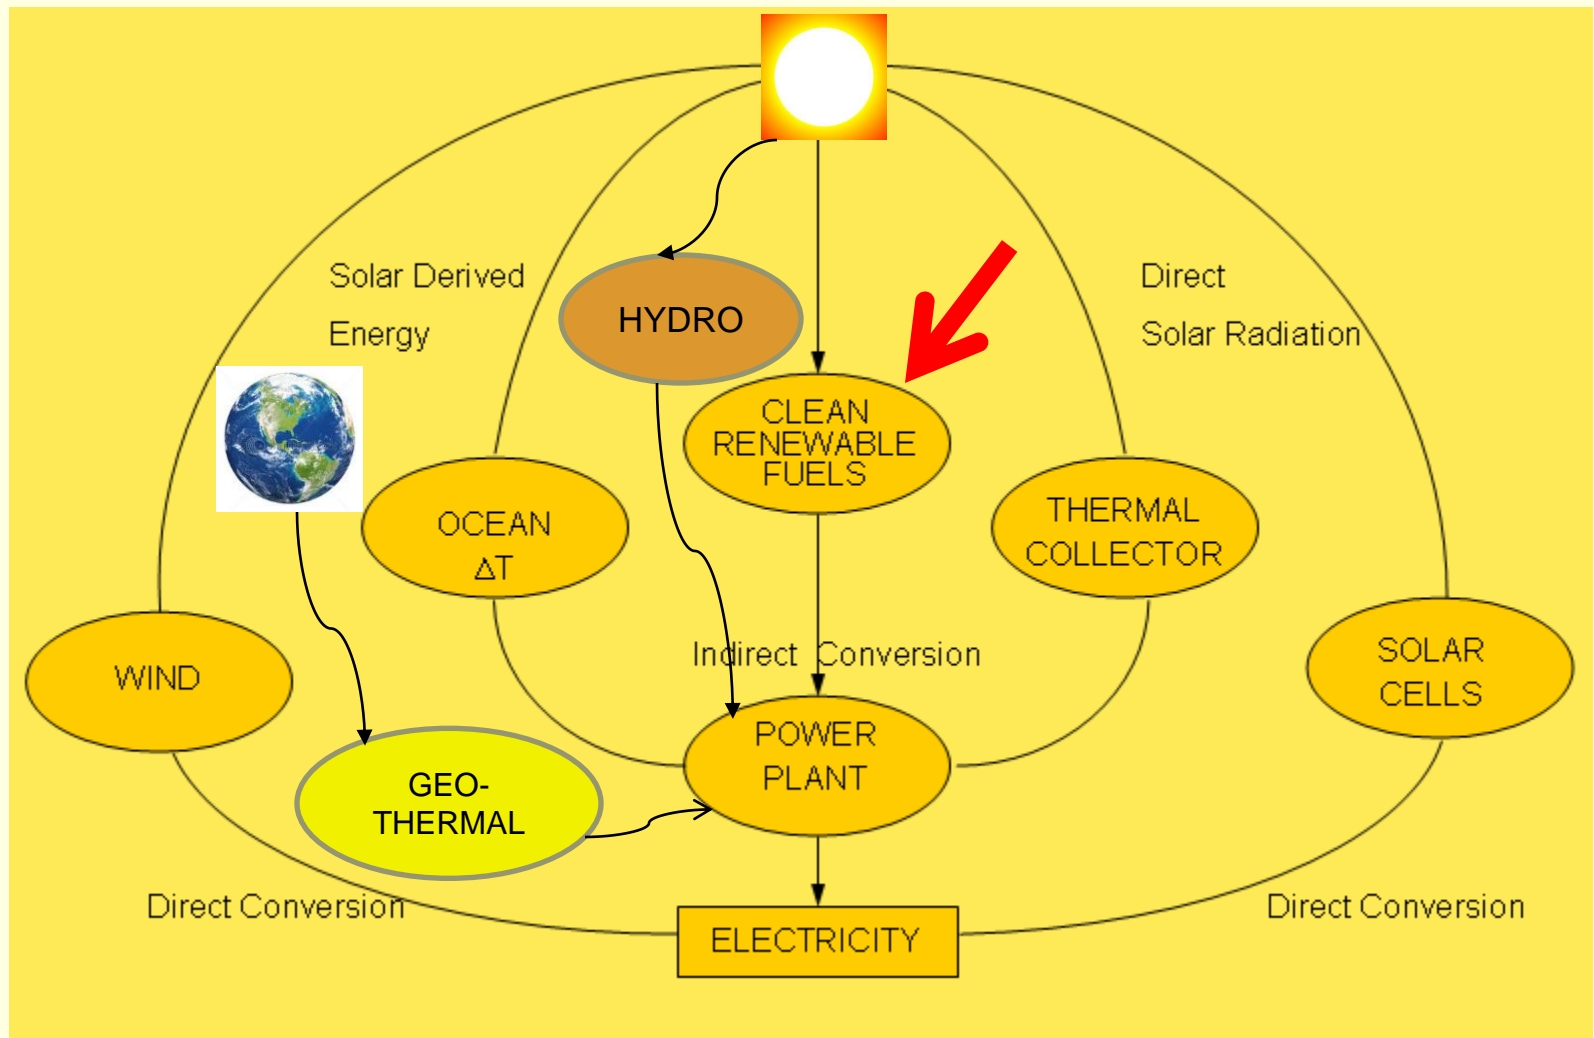 Solar Derived
Energy
HYDRO
Direct
Solar Radiation
CLEAN
RENEWABLE
FUELS
OCEAN
ΔT
THERMAL
COLLECTOR
WIND
Indirect Conversion
SOLAR
CELLS
POWER
PLANT
GEO-
THERMAL
Direct Conversion
Direct Conversion
ELECTRICITY